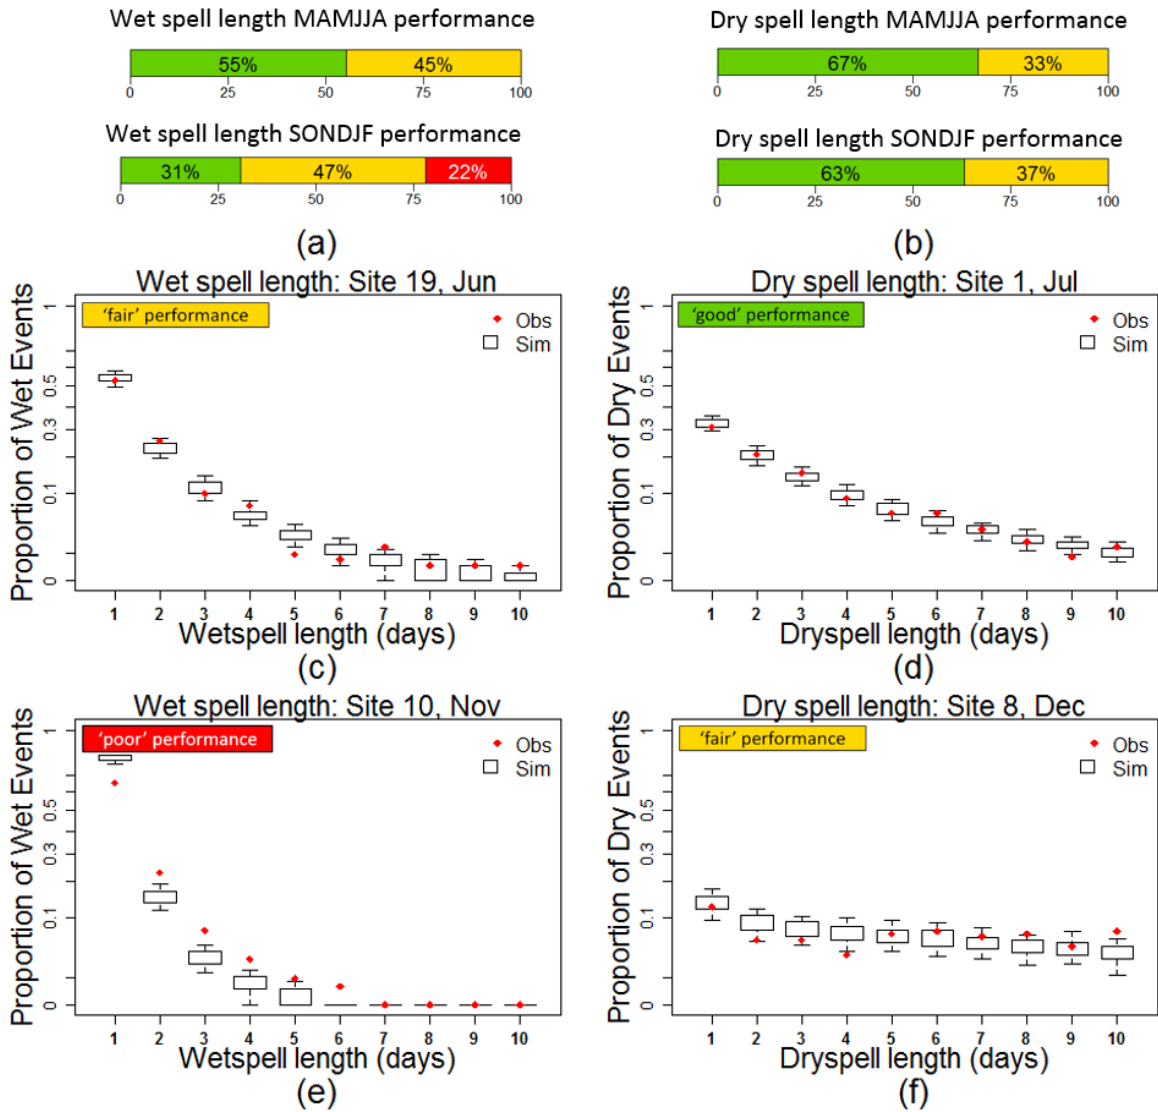 Wet spell length MAMJJA performance
55% 45%
0 25 50 75 100
Wet spell length SONDJF performance
31% 47% 22%
0 25 50 75 100
(a)
Dry spell length MAMJJA performance
67% 33%
0 25 50 75 100
Dry spell length SONDJF performance
63% 37%
0 25 50 75 100
(b)
Wet spell length: Site 19, Jun
'fair' performance
Obs
Sim
Proportion of Wet Events
1
0.5
0.3
0.1
0
1 2 3 4 5 6 7 8 9 10
Wetspell length (days)
(c)
Dry spell length: Site 1, Jul
'good' performance
Obs
Sim
Proportion of Dry Events
1
0.5
0.3
0.1
0
1 2 3 4 5 6 7 8 9 10
Dryspell length (days)
(d)
Wet spell length: Site 10, Nov
'poor' performance
Obs
Sim
Proportion of Wet Events
1
0.5
0.3
0.1
0
1 2 3 4 5 6 7 8 9 10
Wetspell length (days)
(e)
Dry spell length: Site 8, Dec
'fair' performance
Obs
Sim
Proportion of Dry Events
1
0.5
0.3
0.1
0
1 2 3 4 5 6 7 8 9 10
Dryspell length (days)
(f)